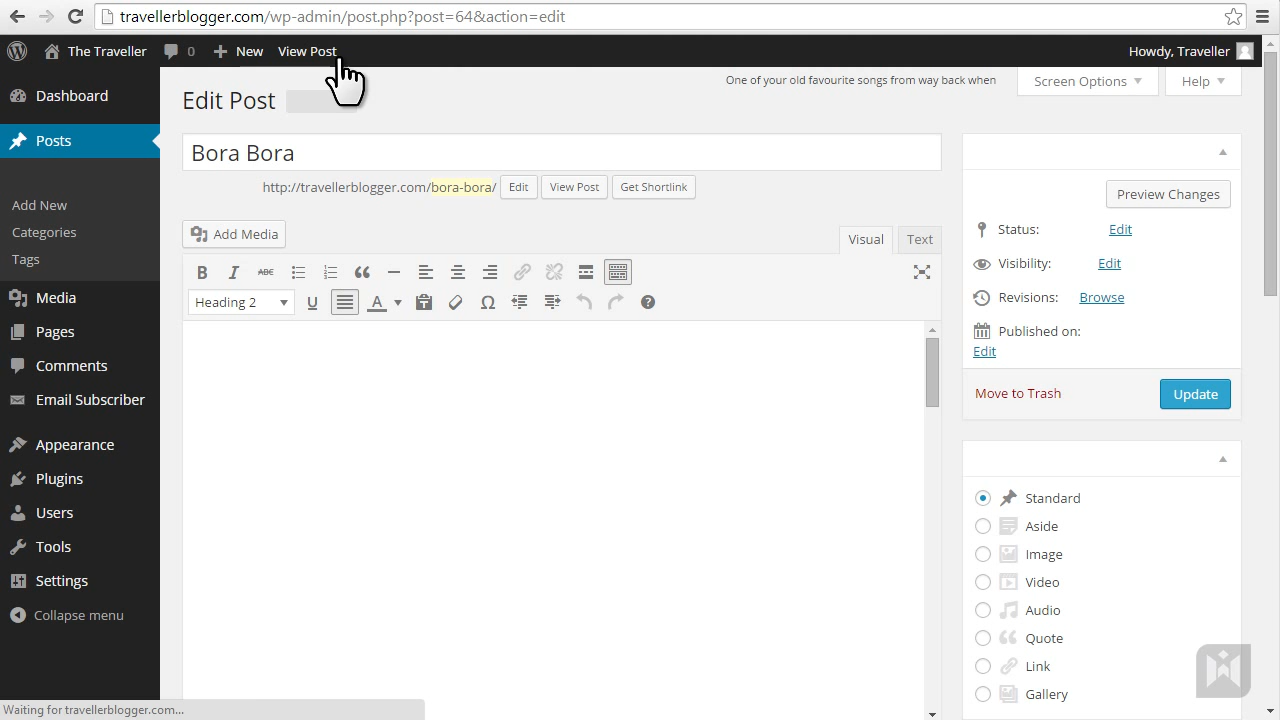 travellerblogger.com/wp-admin/post.php?post=64&action=edit
The Traveller 0 New View Post Howdy, Traveller
One of your old favourite songs from way back when
Screen Options Help
Dashboard
Posts
Add New
Categories
Tags
Media
Pages
Comments
Email Subscriber
Appearance
Plugins
Users
Tools
Settings
Collapse menu
Edit Post
Bora Bora
http://travellerblogger.com/bora-bora/ Edit View Post Get Shortlink
Add Media
Visual Text
B I ABC
Heading 2 U A
Preview Changes
Status: Edit
Visibility: Edit
Revisions: Browse
Published on:
Edit
Move to Trash Update
Standard
Aside
Image
Video
Audio
Quote
Link
Gallery
Waiting for travellerblogger.com...